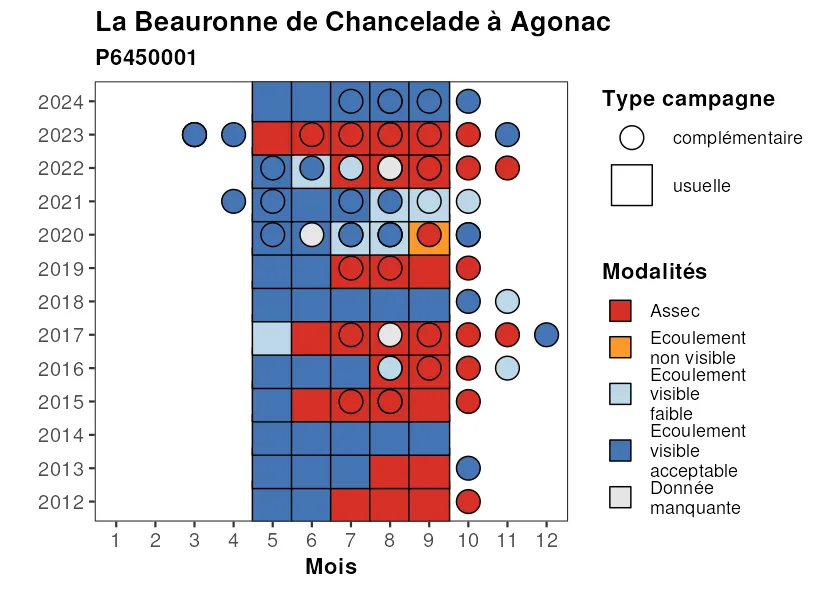 La Beauronne de Chancelade à Agonac
P6450001
2024
2023
2022
2021
2020
2019
2018
2017
2016
2015
2014
2013
2012
1 2 3 4 5 6 7 8 9 10 11 12
Mois
Type campagne
complémentaire
usuelle
Modalités
Assec
Ecoulement
non visible
Ecoulement
visible
faible
Ecoulement
visible
acceptable
Donnée
manquante